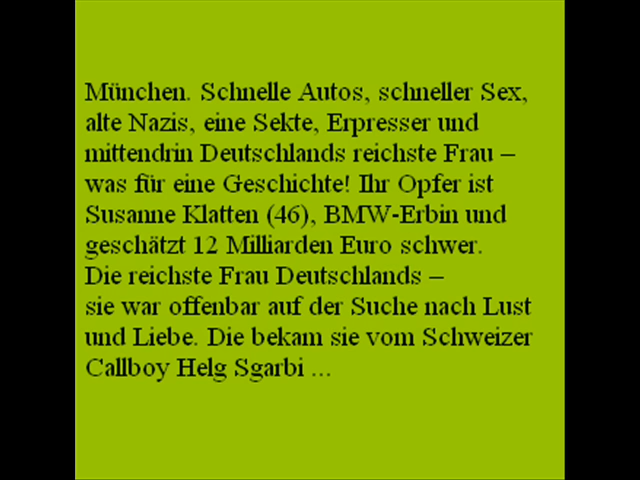 München. Schnelle Autos, schneller Sex,
alte Nazis, eine Sekte, Erpresser und
mittendrin Deutschlands reichste Frau –
was für eine Geschichte! Ihr Opfer ist
Susanne Klatten (46), BMW-Erbin und
geschätzt 12 Milliarden Euro schwer.
Die reichste Frau Deutschlands –
sie war offenbar auf der Suche nach Lust
und Liebe. Die bekam sie vom Schweizer
Callboy Helg Sgarbi ...